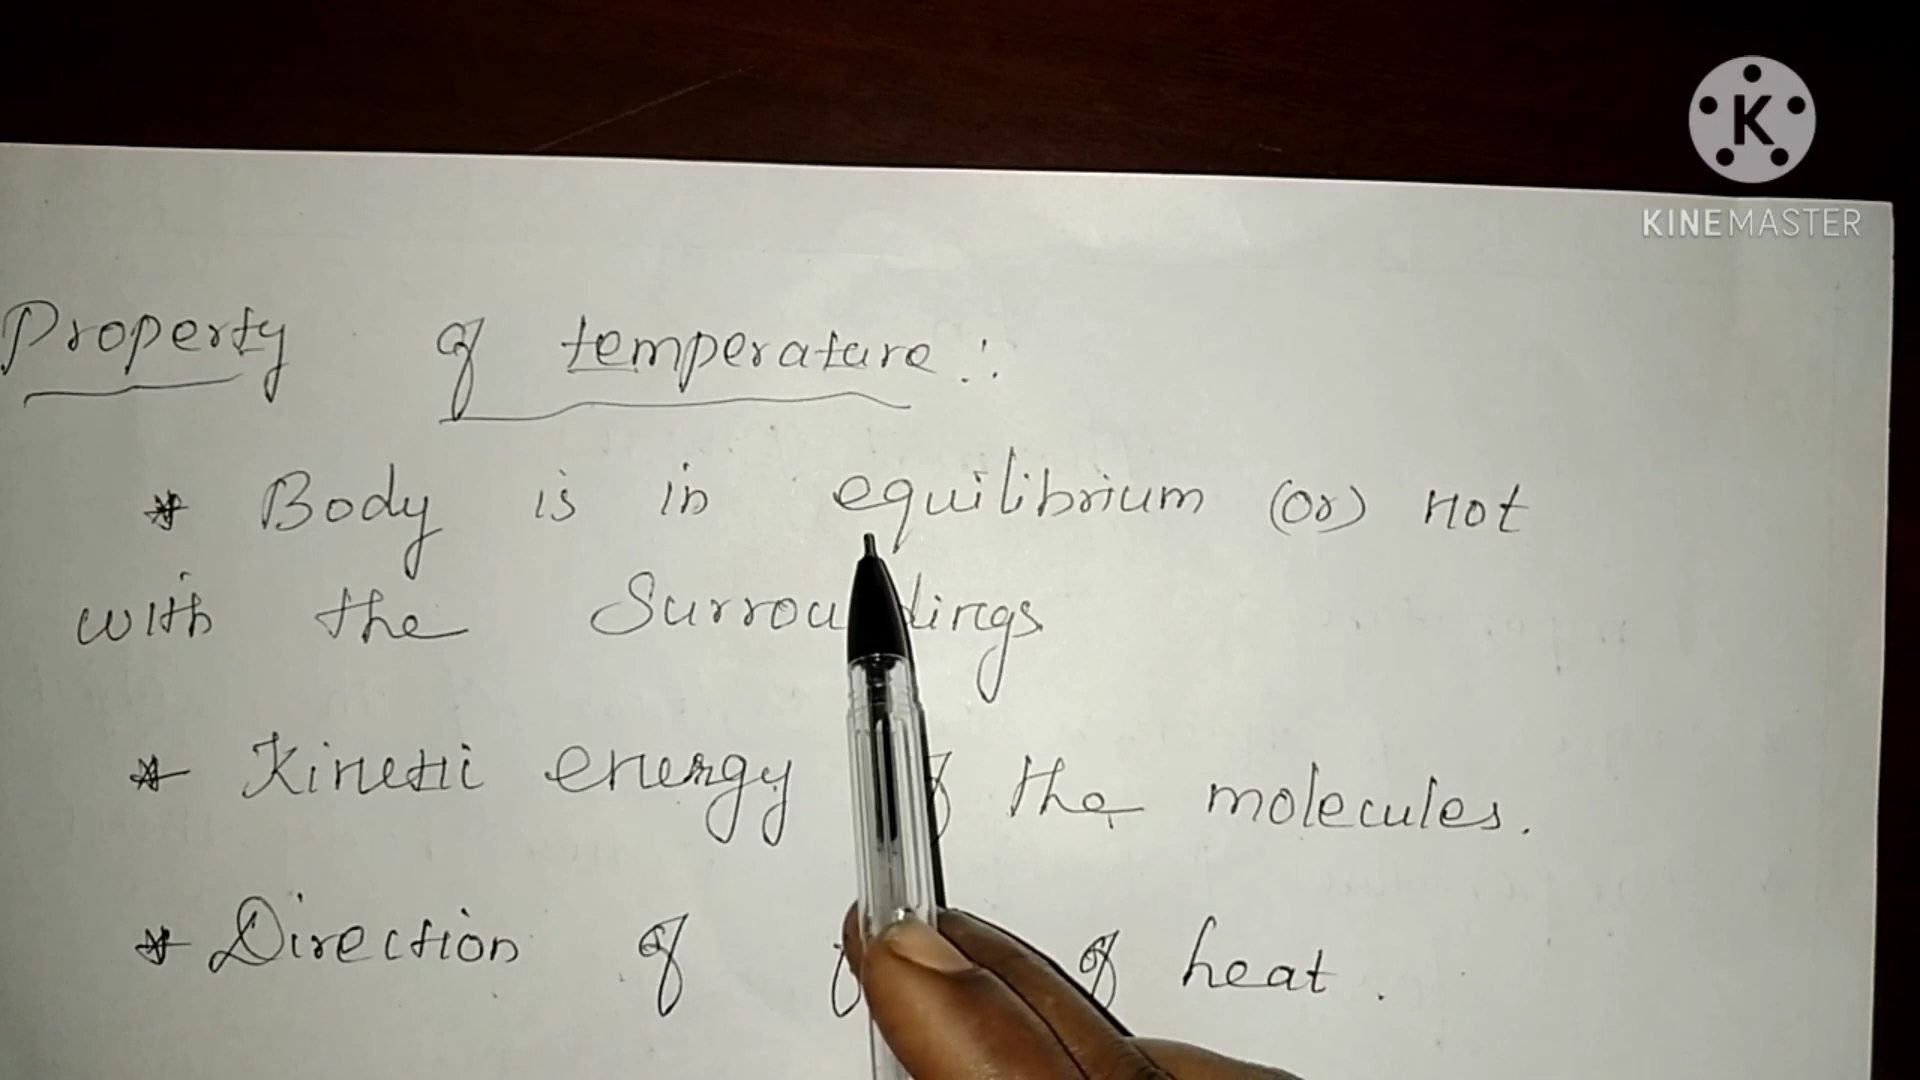 K
KINEMASTER
Property of temperature :
* Body is in equilibrium (or) not
with the
* Kinetic energy the molecules.
* Direction of of heat.